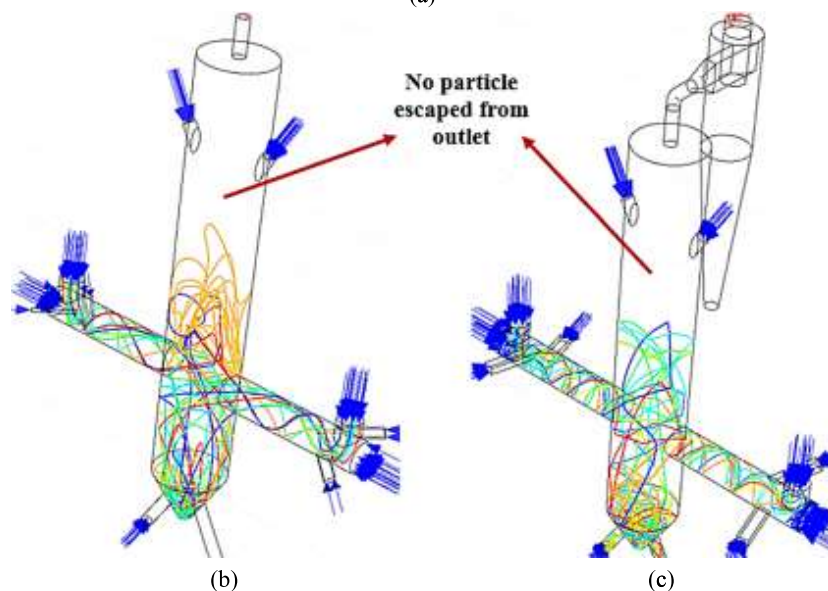 (a)
No particle
escaped from
outlet
(b)
(c)